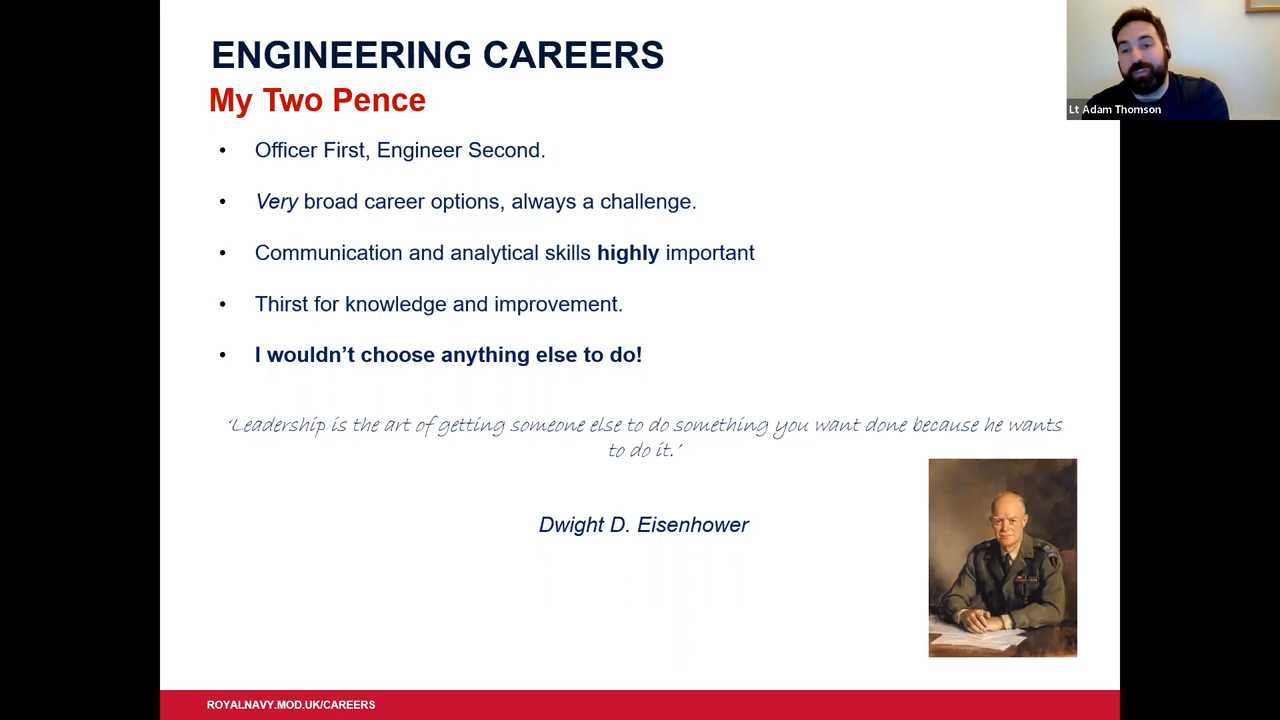 ENGINEERING CAREERS
My Two Pence
Lt Adam Thomson
• Officer First, Engineer Second.
• Very broad career options, always a challenge.
• Communication and analytical skills highly important
• Thirst for knowledge and improvement.
• I wouldn’t choose anything else to do!
‘Leadership is the art of getting someone else to do something you want done because he wants
to do it.’
Dwight D. Eisenhower
ROYALNAVY.MOD.UK/CAREERS